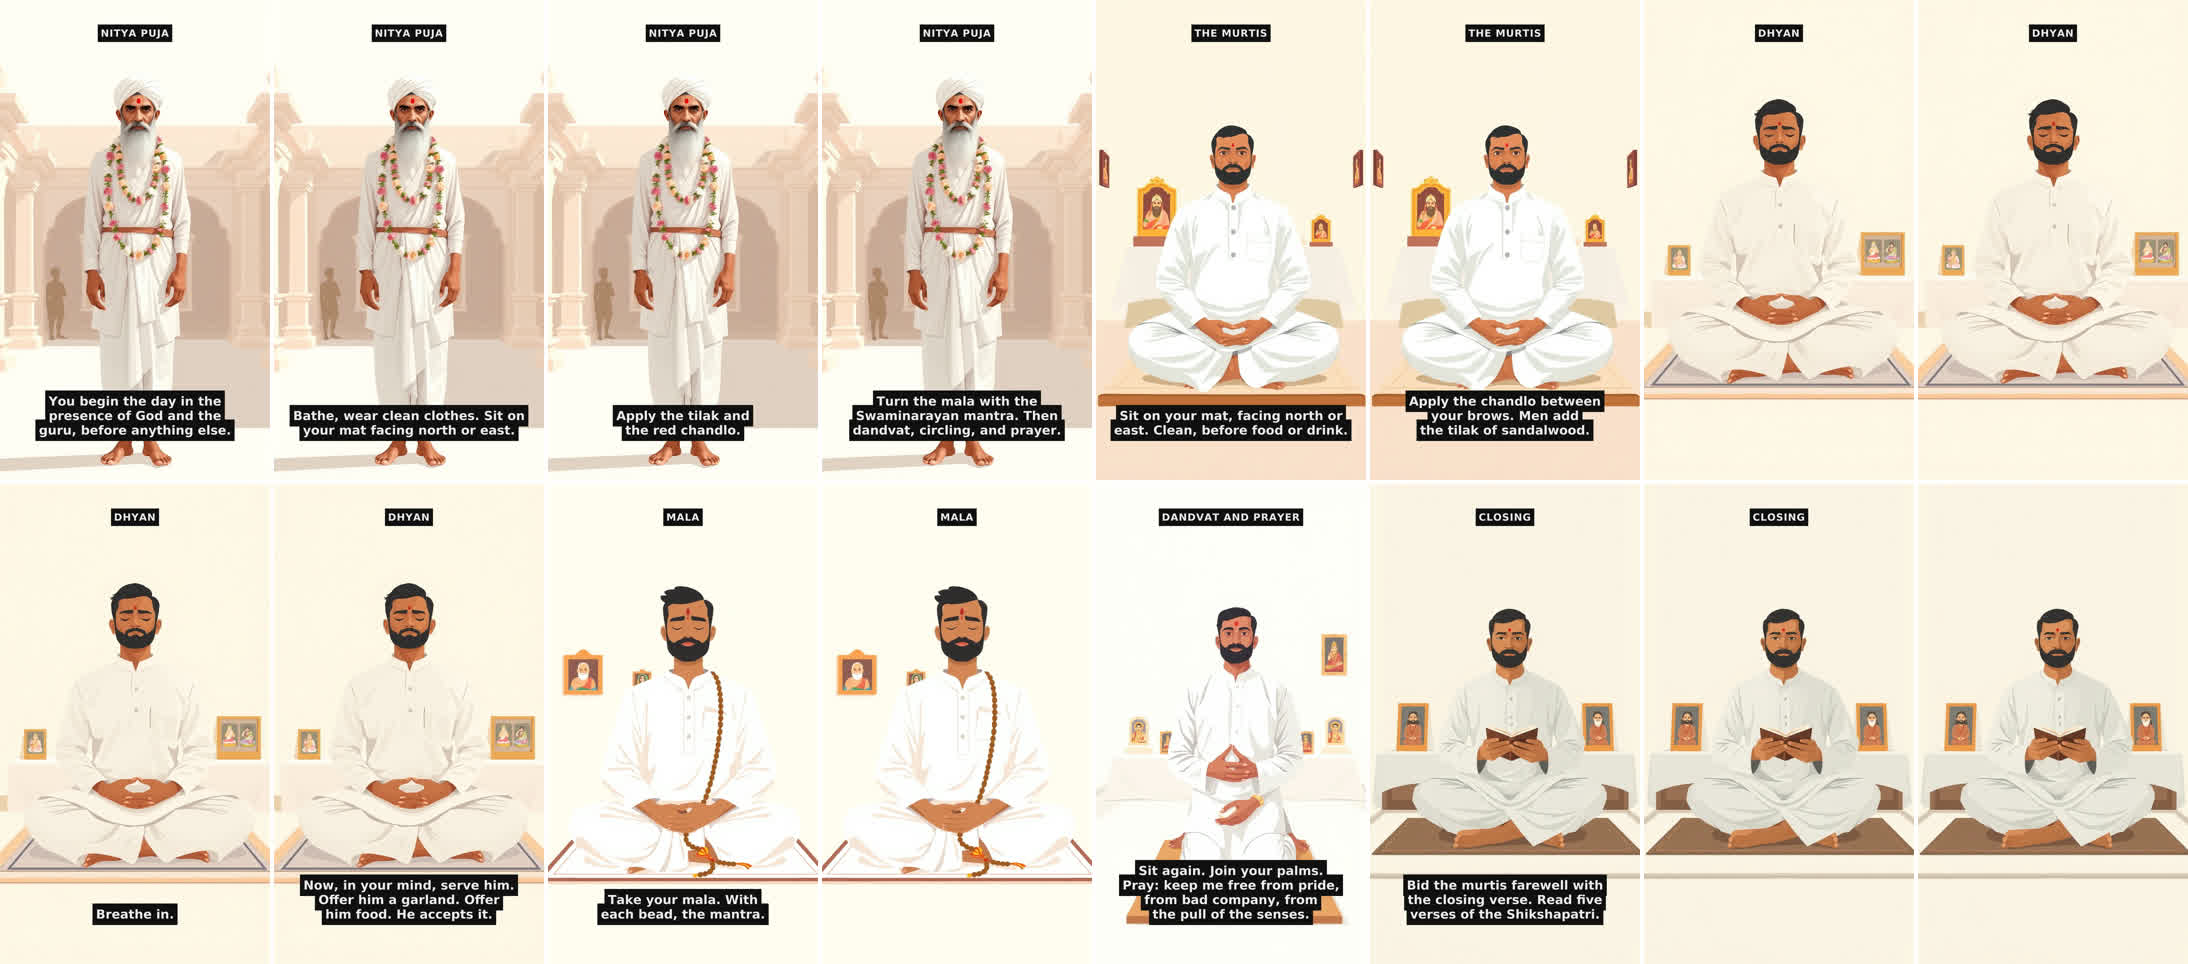 NITYA PUJA
You begin the day in the
presence of God and the
guru, before anything else.
NITYA PUJA
Bathe, wear clean clothes. Sit on
your mat facing north or east.
NITYA PUJA
Apply the tilak and
the red chandlo.
NITYA PUJA
Turn the mala with the
Swaminarayan mantra. Then
dandvat, circling, and prayer.
THE MURTIS
Sit on your mat, facing north or
east. Clean, before food or drink.
THE MURTIS
Apply the chandlo between
your brows. Men add
the tilak of sandalwood.
DHYAN
DHYAN
DHYAN
Breathe in.
DHYAN
Now, in your mind, serve him.
Offer him a garland. Offer
him food. He accepts it.
MALA
Take your mala. With
each bead, the mantra.
MALA
DANDVAT AND PRAYER
Sit again. Join your palms.
Pray: keep me free from pride,
from bad company, from
the pull of the senses.
CLOSING
Bid the murtis farewell with
the closing verse. Read five
verses of the Shikshapatri.
CLOSING